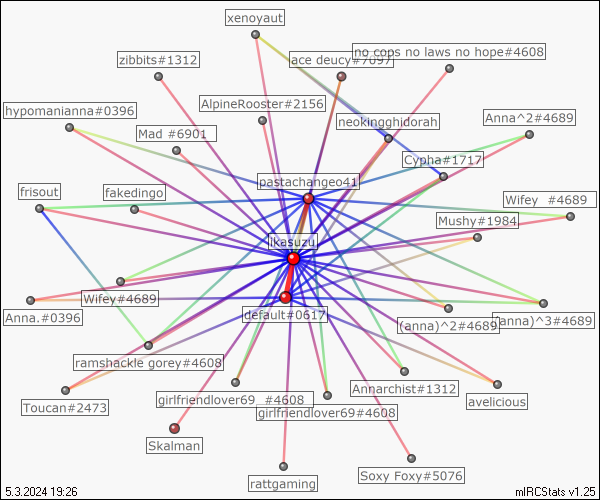 xenoyaut
no cops no laws no hope#4608
zibbits#1312
ace deucy#7097
AlpineRooster#2156
hypomanianna#0396
neokingghidorah
Anna^2#4689
Mad #6901
Cypha#1717
pastachangeo41
frisout
fakedingo
Wifey #4689
Mushy#1984
ikasuzu
Wifey#4689
Anna.#0396
default#0617
(anna)^2#4689
(anna)^3#4689
ramshackle gorey#4608
Toucan#2473
girlfriendlover69_#4608
Annarchist#1312
avelicious
girlfriendlover69#4608
Skalman
rattgaming
Soxy Foxy#5076
5.3.2024 19:26
mIRCStats v1.25